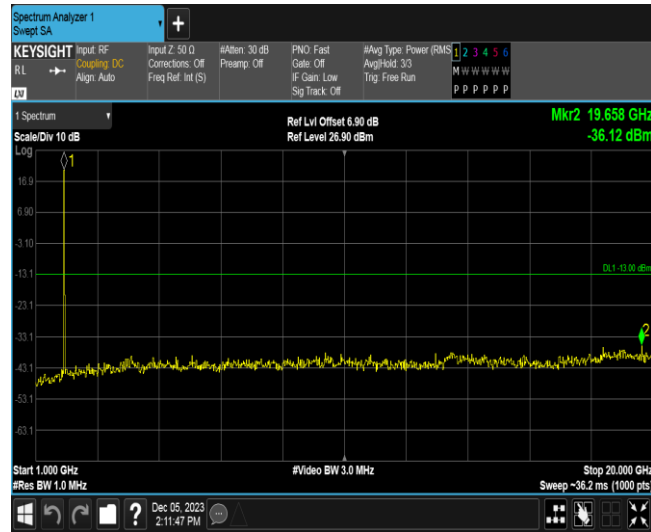 Spectrum Analyzer 1
Swept SA
KEYSIGHT
RL
LXI
Input: RF
Coupling: DC
Align: Auto
Input Z: 50 Ω
Corrections: Off
Freq Ref: Int (S)
#Atten: 30 dB
Preamp: Off
PNO: Fast
Gate: Off
IF Gain: Low
Sig Track: Off
#Avg Type: Power (RMS
Avg|Hold: 3/3
Trig: Free Run
1 2 3 4 5 6
M W W W W W
P P P P P P
1 Spectrum
Scale/Div 10 dB
Log
Ref Lvl Offset 6.90 dB
Ref Level 26.90 dBm
Mkr2 19.658 GHz
-36.12 dBm
1
16.9
6.90
-3.10
-13.1
DL1 -13.00 dBm
-23.1
-33.1
2
-43.1
-53.1
-63.1
Start 1.000 GHz
#Res BW 1.0 MHz
#Video BW 3.0 MHz
Stop 20.000 GHz
Sweep ~36.2 ms (1000 pts)
?
Dec 05, 2023
2:11:47 PM